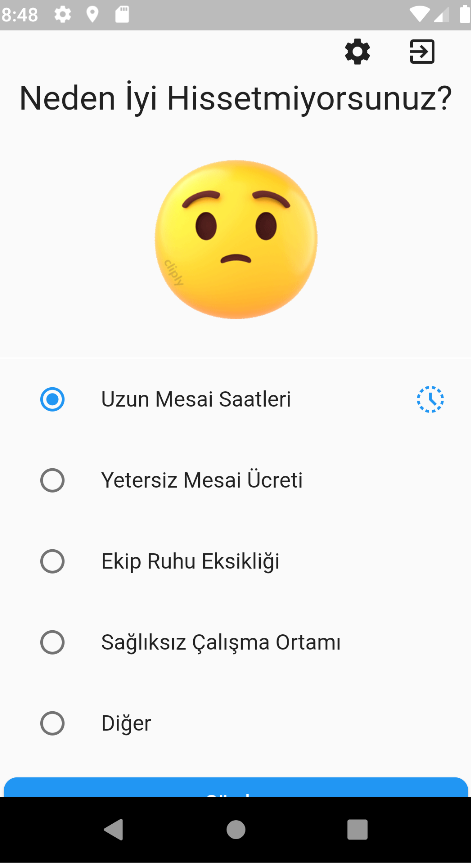 8:48
Neden İyi Hissetmiyorsunuz?
cliply
Uzun Mesai Saatleri
Yetersiz Mesai Ücreti
Ekip Ruhu Eksikliği
Sağlıksız Çalışma Ortamı
Diğer